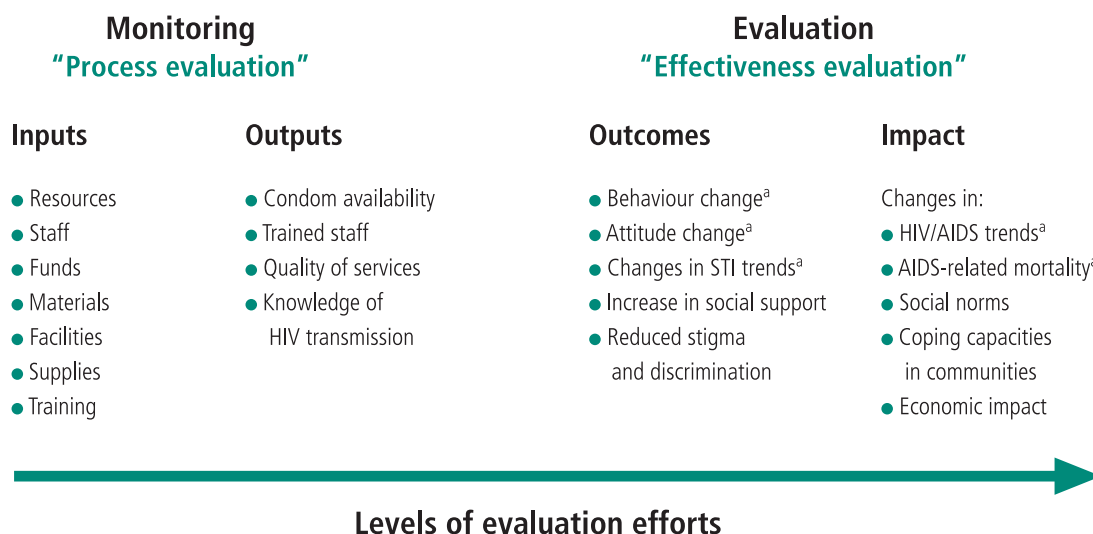 Monitoring
“Process evaluation”
Evaluation
“Effectiveness evaluation”
Inputs
● Resources
● Staff
● Funds
● Materials
● Facilities
● Supplies
● Training
Outputs
● Condom availability
● Trained staff
● Quality of services
● Knowledge of
HIV transmission
Outcomes
● Behaviour changeᵃ
● Attitude changeᵃ
● Changes in STI trendsᵃ
● Increase in social support
● Reduced stigma
and discrimination
Impact
Changes in:
● HIV/AIDS trendsᵃ
● AIDS-related mortalityᵃ
● Social norms
● Coping capacities
in communities
● Economic impact
Levels of evaluation efforts